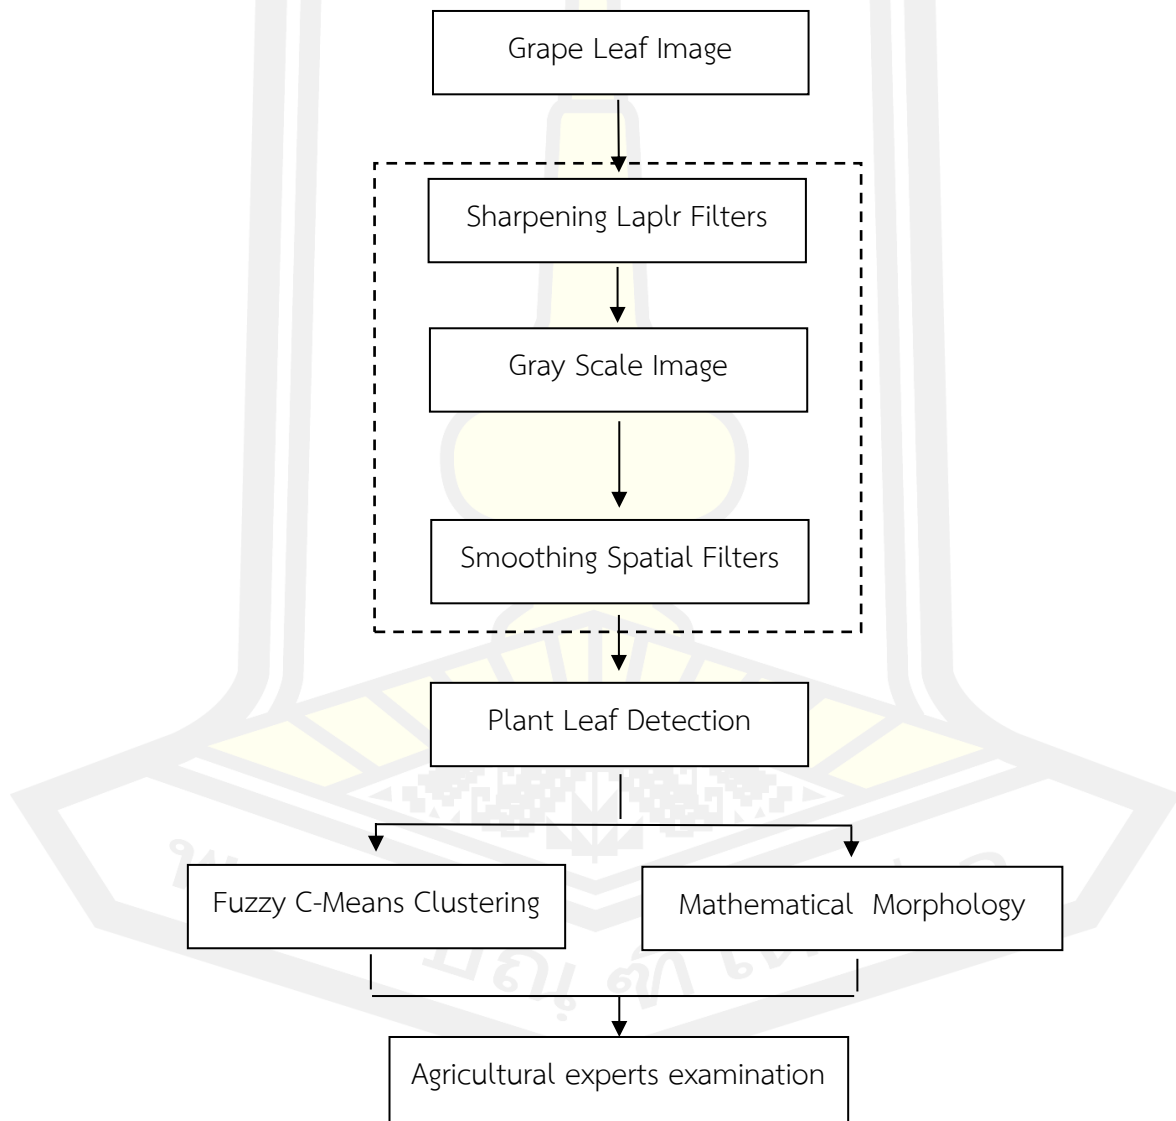 Grape Leaf Image
Sharpening Laplr Filters
Gray Scale Image
Smoothing Spatial Filters
Plant Leaf Detection
Fuzzy C-Means Clustering
Mathematical Morphology
Agricultural experts examination